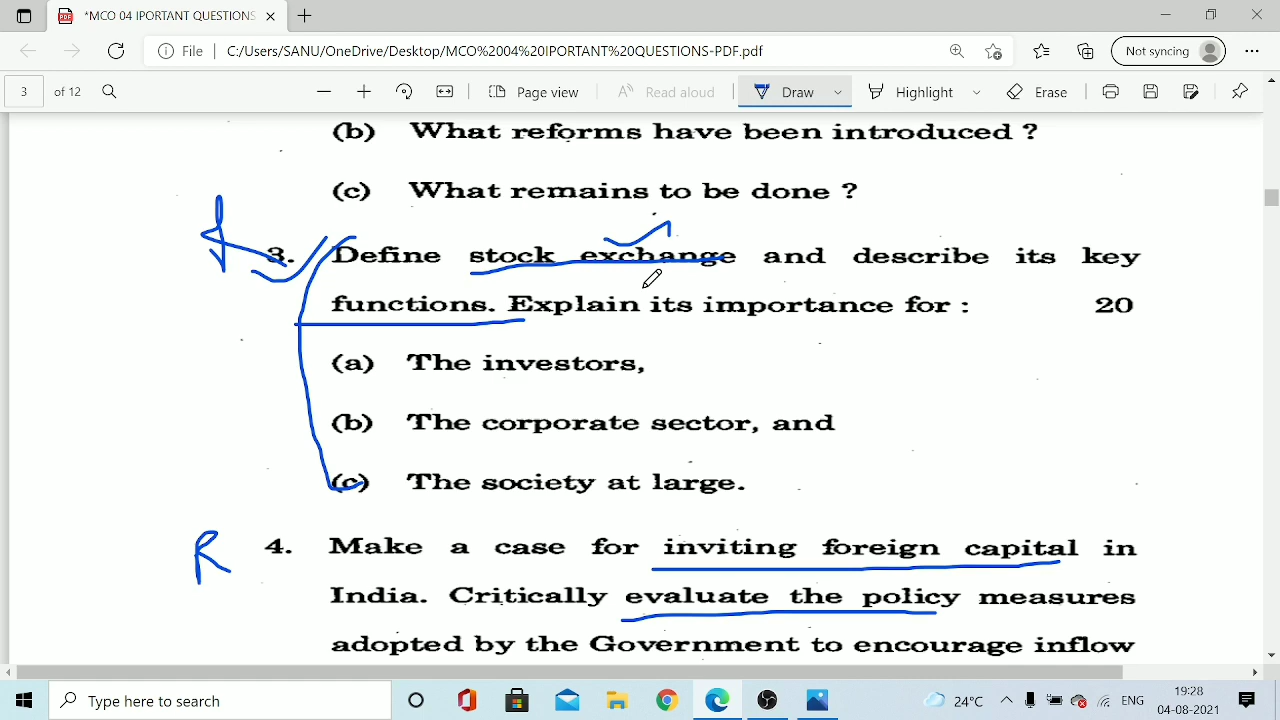 *MCO 04 IPORTANT QUESTIONS
File C:/Users/SANU/OneDrive/Desktop/MCO%2004%20IPORTANT%20QUESTIONS-PDF.pdf Not syncing
3 of 12 Page view Read aloud Draw Highlight Erase
(b) What reforms have been introduced ?
(c) What remains to be done ?
3. Define stock exchange and describe its key
functions. Explain its importance for : 20
(a) The investors,
(b) The corporate sector, and
(c) The society at large.
R 4. Make a case for inviting foreign capital in
India. Critically evaluate the policy measures
adopted by the Government to encourage inflow
Type here to search 24°C ENG 19:28
04-08-2021